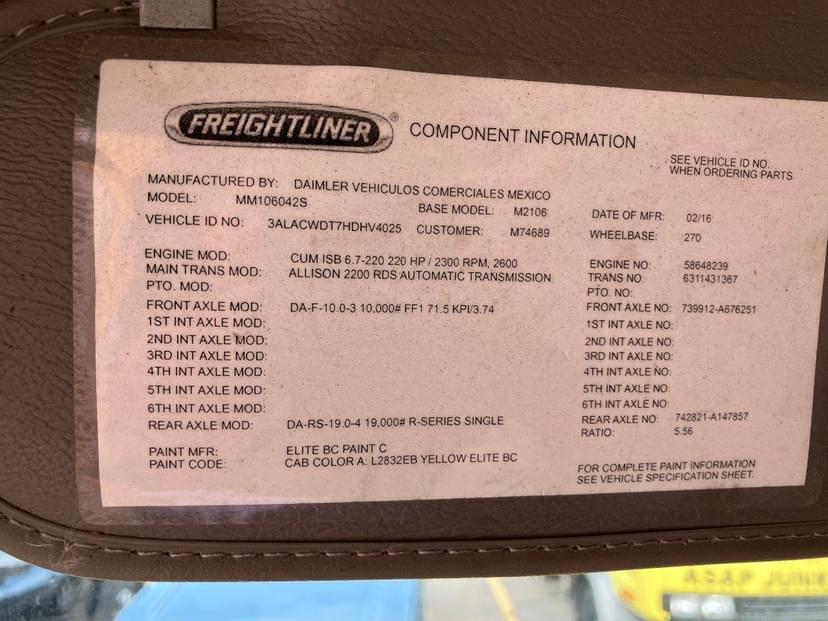 FREIGHTLINER ® COMPONENT INFORMATION
SEE VEHICLE ID NO.
WHEN ORDERING PARTS
MANUFACTURED BY: DAIMLER VEHICULOS COMERCIALES MEXICO
MODEL: MM106042S BASE MODEL: M2106 DATE OF MFR: 02/16
VEHICLE ID NO: 3ALACWDT7HDHV4025 CUSTOMER: M74689 WHEELBASE: 270
ENGINE MOD: CUM ISB 6.7-220 220 HP / 2300 RPM, 2600 ENGINE NO: 58648239
MAIN TRANS MOD: ALLISON 2200 RDS AUTOMATIC TRANSMISSION TRANS NO: 6311431367
PTO. MOD: PTO. NO:
FRONT AXLE MOD: DA-F-10.0-3 10,000# FF1 71.5 KPI/3.74 FRONT AXLE NO: 739912-A676251
1ST INT AXLE MOD: 1ST INT AXLE NO:
2ND INT AXLE MOD: 2ND INT AXLE NO:
3RD INT AXLE MOD: 3RD INT AXLE NO:
4TH INT AXLE MOD: 4TH INT AXLE NO:
5TH INT AXLE MOD: 5TH INT AXLE NO:
6TH INT AXLE MOD: 6TH INT AXLE NO:
REAR AXLE MOD: DA-RS-19.0-4 19,000# R-SERIES SINGLE REAR AXLE NO: 742821-A147857
RATIO: 5.56
PAINT MFR: ELITE BC PAINT C
PAINT CODE: CAB COLOR A: L2832EB YELLOW ELITE BC
FOR COMPLETE PAINT INFORMATION
SEE VEHICLE SPECIFICATION SHEET.